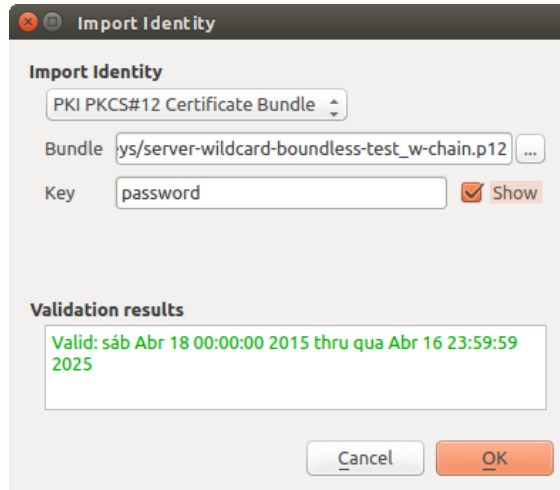 Import Identity
Import Identity
PKI PKCS#12 Certificate Bundle
Bundle ys/server-wildcard-boundless-test_w-chain.p12 ...
Key password Show
Validation results
Valid: sáb Abr 18 00:00:00 2015 thru qua Abr 16 23:59:59
2025
Cancel OK